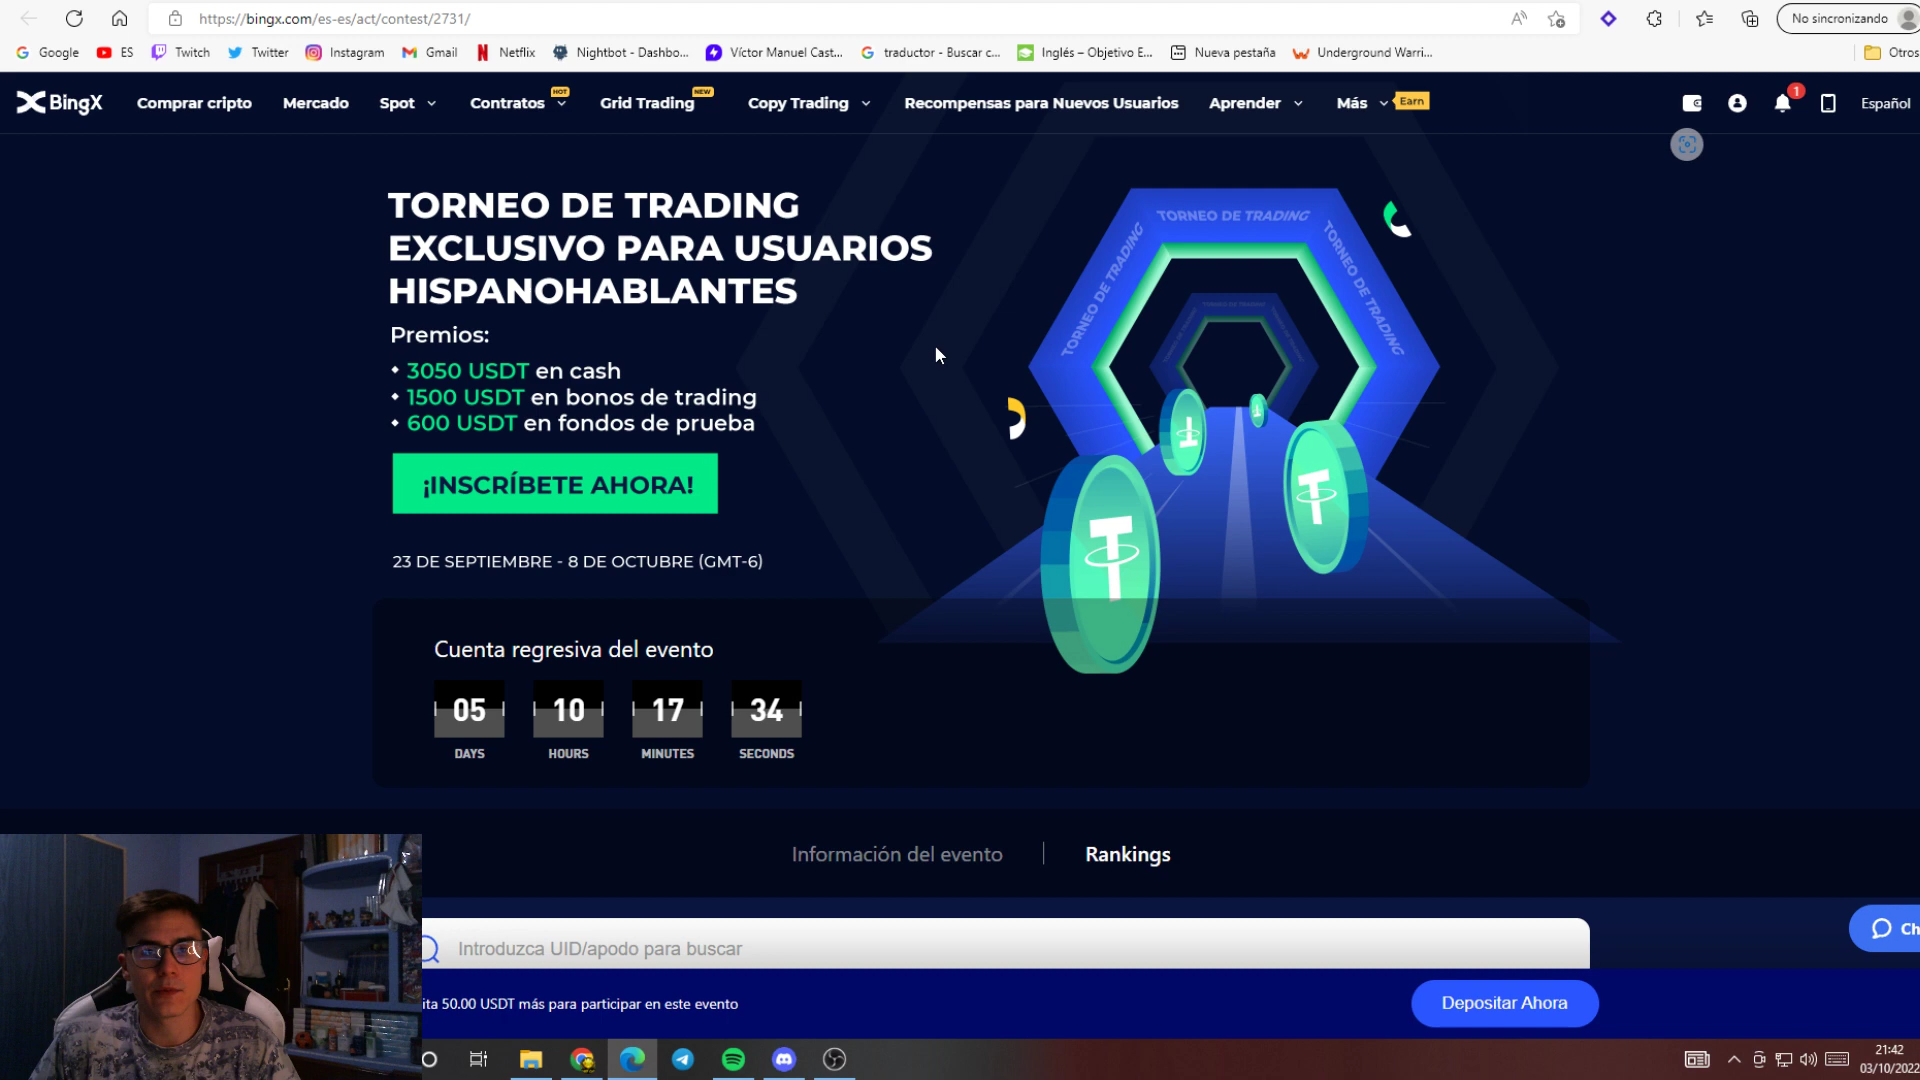 https://bingx.com/es-es/act/contest/2731/
No sincronizando
Google
ES
Twitch
Twitter
Instagram
Gmail
Netflix
Nightbot - Dashbo...
Víctor Manuel Cast...
traductor - Buscar c...
Inglés – Objetivo E...
Nueva pestaña
Underground Warri...
Otros
BingX
Comprar cripto
Mercado
Spot
Contratos
HOT
Grid Trading
NEW
Copy Trading
Recompensas para Nuevos Usuarios
Aprender
Más
Earn
1
Español
TORNEO DE TRADING
EXCLUSIVO PARA USUARIOS
HISPANOHABLANTES
Premios:
• 3050 USDT en cash
• 1500 USDT en bonos de trading
• 600 USDT en fondos de prueba
¡INSCRÍBETE AHORA!
23 DE SEPTIEMBRE - 8 DE OCTUBRE (GMT-6)
TORNEO DE TRADING
TORNEO DE TRADING
TORNEO DE TRADING
Cuenta regresiva del evento
05 10 17 34
DAYS HOURS MINUTES SECONDS
Información del evento
Rankings
Introduzca UID/apodo para buscar
Ch
ita 50.00 USDT más para participar en este evento
Depositar Ahora
21:42
03/10/2022